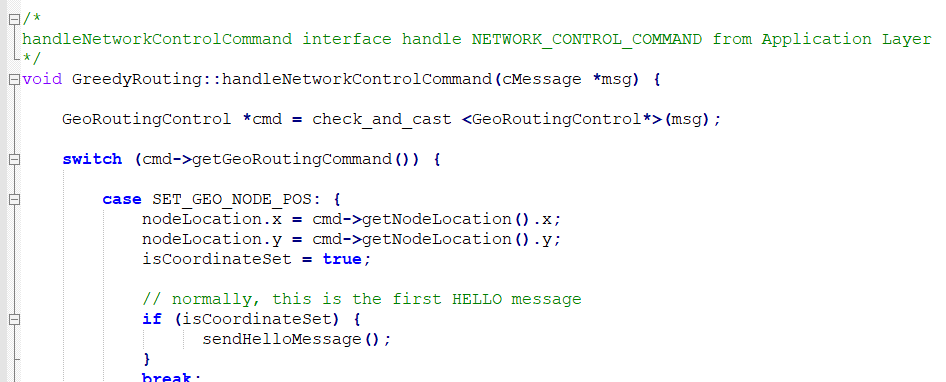 /*
handleNetworkControlCommand interface handle NETWORK_CONTROL_COMMAND from Application Layer
*/
void GreedyRouting::handleNetworkControlCommand(cMessage *msg) {
GeoRoutingControl *cmd = check_and_cast <GeoRoutingControl*>(msg);
switch (cmd->getGeoRoutingCommand()) {
case SET_GEO_NODE_POS: {
nodeLocation.x = cmd->getNodeLocation().x;
nodeLocation.y = cmd->getNodeLocation().y;
isCoordinateSet = true;
// normally, this is the first HELLO message
if (isCoordinateSet) {
sendHelloMessage();
}
break;